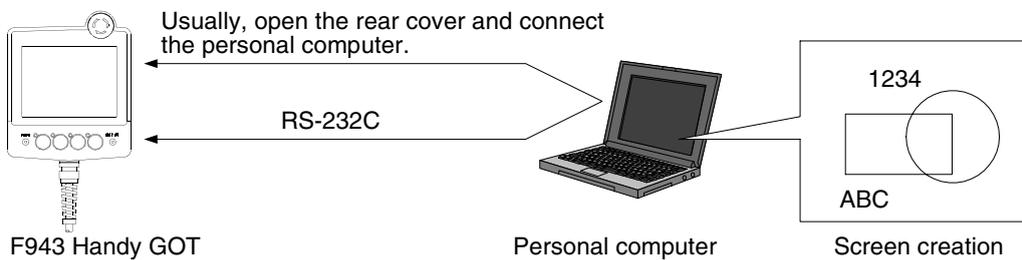 Usually, open the rear cover and connect
the personal computer.
RS-232C
1234
ABC
F943 Handy GOT
Personal computer
Screen creation